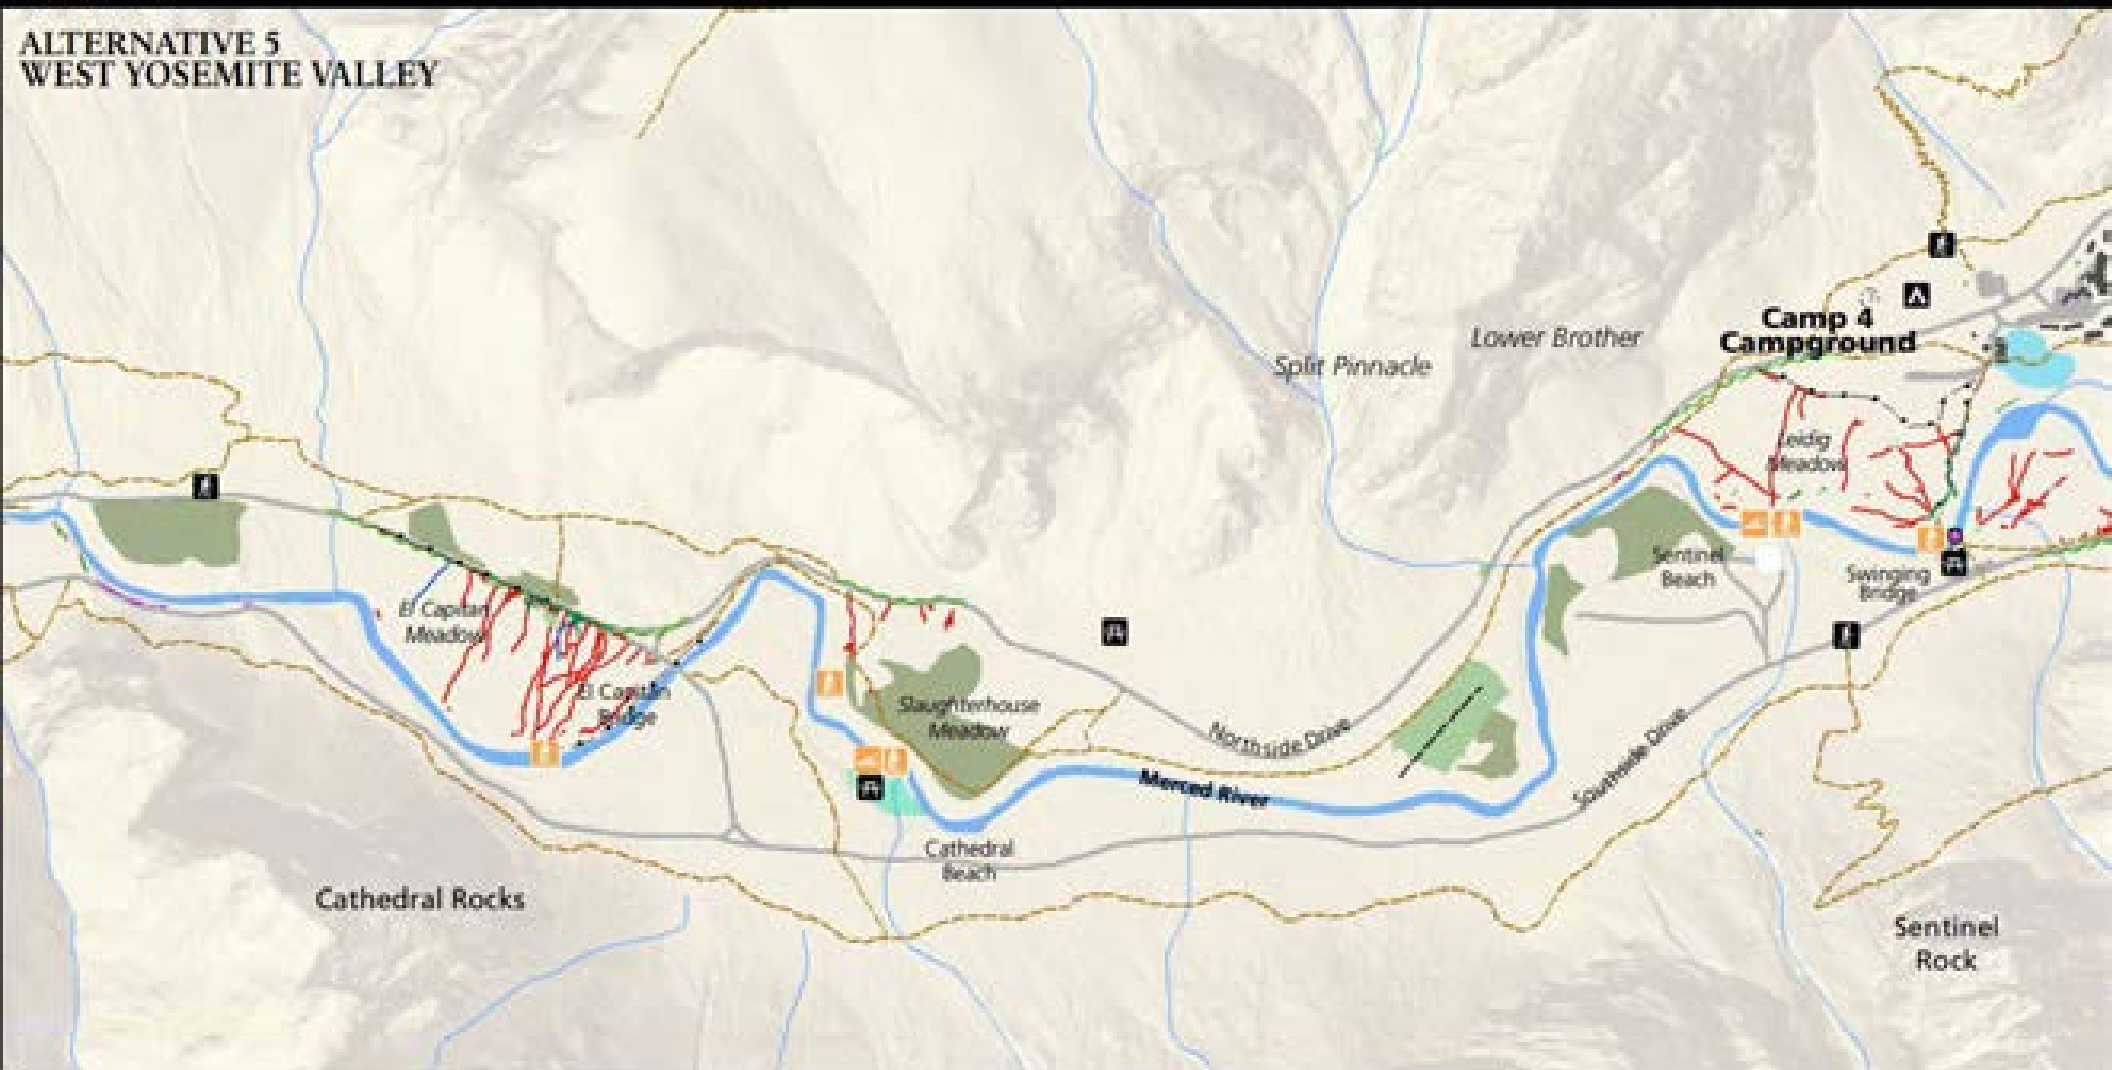 ALTERNATIVE 5
WEST YOSEMITE VALLEY
Camp 4
Campground
Lower Brother
Split Pinnacle
Leidig
Meadow
Sentinel
Beach
Swinging
Bridge
El Capitan
Meadow
El Capitan
Bridge
Slaughterhouse
Meadow
Northside Drive
Merced River
Southside Drive
Cathedral
Beach
Cathedral Rocks
Sentinel
Rock